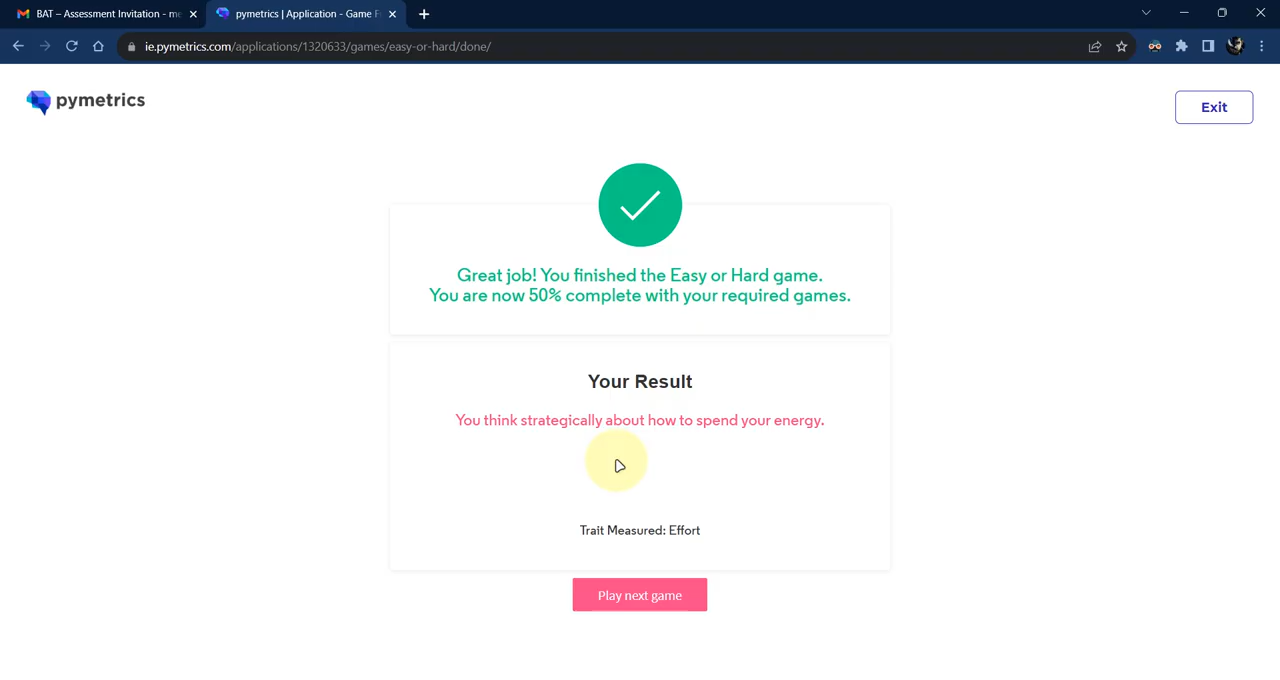 BAT – Assessment Invitation - me
pymetrics | Application - Game F
ie.pymetrics.com/applications/1320633/games/easy-or-hard/done/
pymetrics
Exit
Great job! You finished the Easy or Hard game.
You are now 50% complete with your required games.
Your Result
You think strategically about how to spend your energy.
Trait Measured: Effort
Play next game